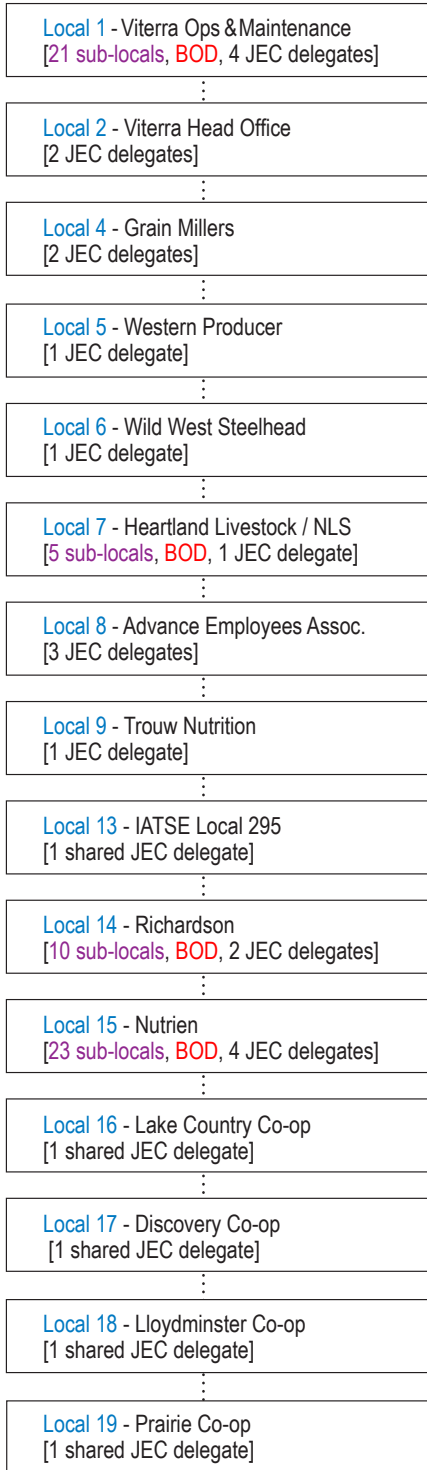 Local 1 - Viterra Ops & Maintenance
[21 sub-locals, BOD, 4 JEC delegates]
Local 2 - Viterra Head Office
[2 JEC delegates]
Local 4 - Grain Millers
[2 JEC delegates]
Local 5 - Western Producer
[1 JEC delegate]
Local 6 - Wild West Steelhead
[1 JEC delegate]
Local 7 - Heartland Livestock / NLS
[5 sub-locals, BOD, 1 JEC delegate]
Local 8 - Advance Employees Assoc.
[3 JEC delegates]
Local 9 - Trouw Nutrition
[1 JEC delegate]
Local 13 - IATSE Local 295
[1 shared JEC delegate]
Local 14 - Richardson
[10 sub-locals, BOD, 2 JEC delegates]
Local 15 - Nutrien
[23 sub-locals, BOD, 4 JEC delegates]
Local 16 - Lake Country Co-op
[1 shared JEC delegate]
Local 17 - Discovery Co-op
[1 shared JEC delegate]
Local 18 - Lloydminster Co-op
[1 shared JEC delegate]
Local 19 - Prairie Co-op
[1 shared JEC delegate]